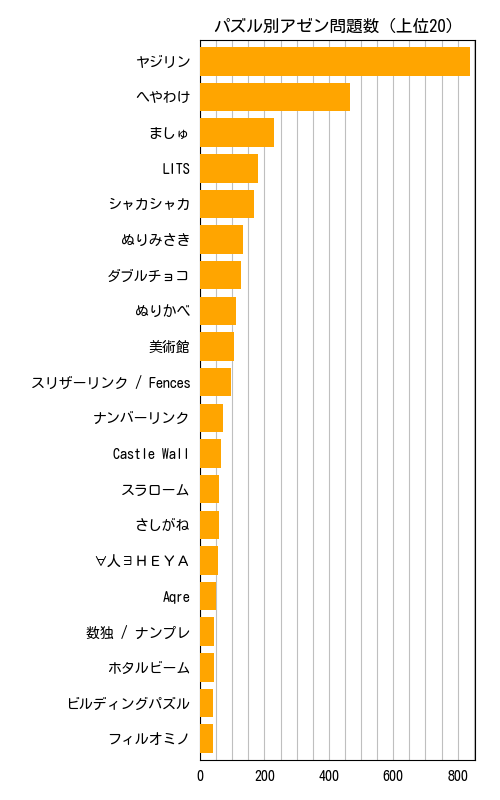 パズル別アゼン問題数 (上位20)
ヤジリン
へやわけ
ましゅ
LITS
シャカシャカ
ぬりみさき
ダブルチョコ
ぬりかべ
美術館
スリザーリンク / Fences
ナンバーリンク
Castle Wall
スラローム
さしがね
∀人∃ＨＥＹＡ
Aqre
数独 / ナンプレ
ホタルビーム
ビルディングパズル
フィルオミノ
0 200 400 600 800